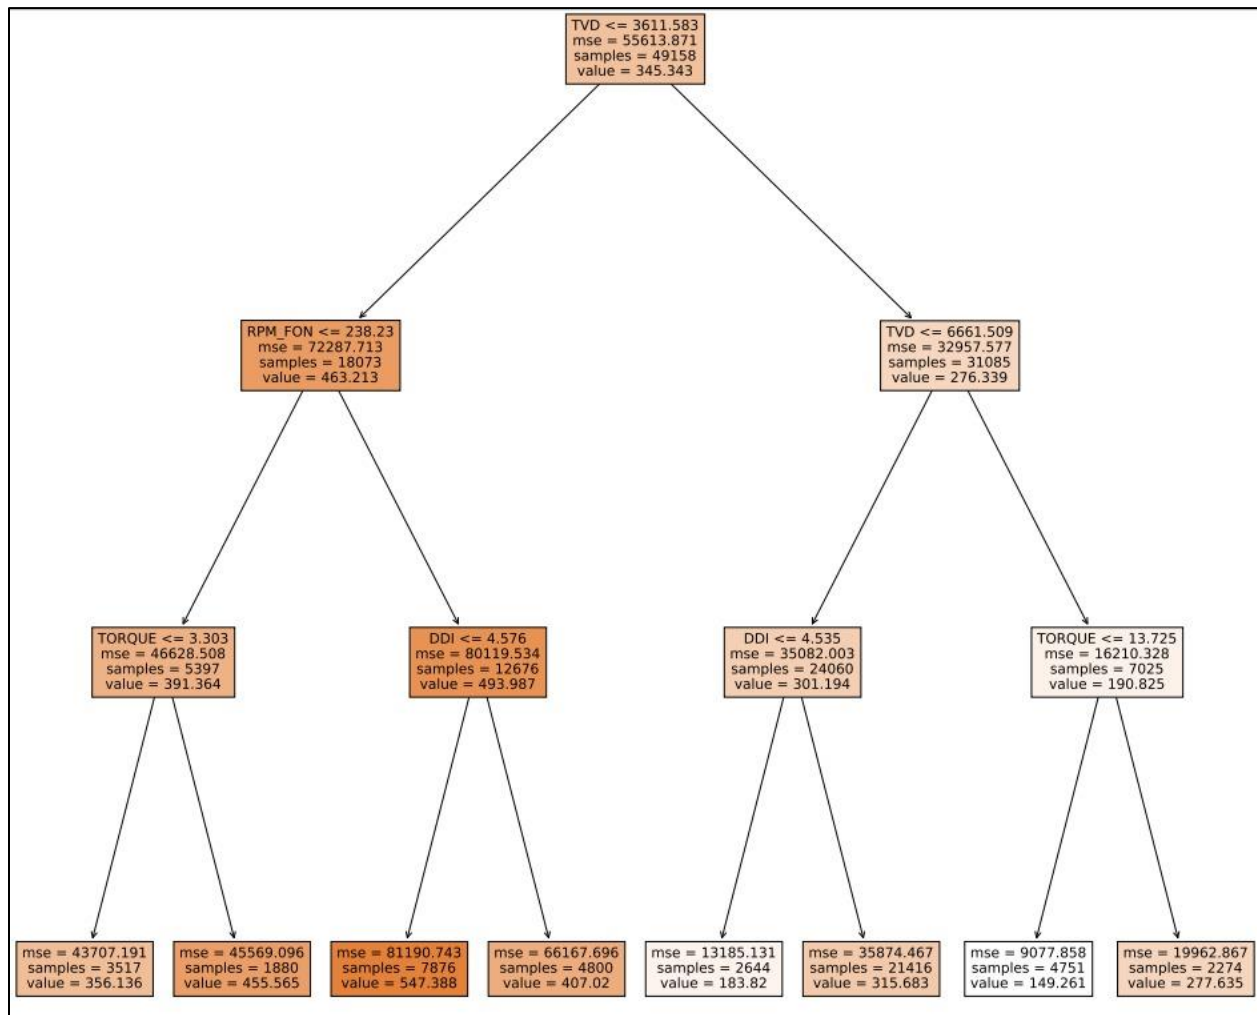 TVD <= 3611.583
mse = 55613.871
samples = 49158
value = 345.343
RPM_FON <= 238.23
mse = 72287.713
samples = 18073
value = 463.213
TVD <= 6661.509
mse = 32957.577
samples = 31085
value = 276.339
TORQUE <= 3.303
mse = 46628.508
samples = 5397
value = 391.364
DDI <= 4.576
mse = 80119.534
samples = 12676
value = 493.987
DDI <= 4.535
mse = 35082.003
samples = 24060
value = 301.194
TORQUE <= 13.725
mse = 16210.328
samples = 7025
value = 190.825
mse = 43707.191
samples = 3517
value = 356.136
mse = 45569.096
samples = 1880
value = 455.565
mse = 81190.743
samples = 7876
value = 547.388
mse = 66167.696
samples = 4800
value = 407.02
mse = 13185.131
samples = 2644
value = 183.82
mse = 35874.467
samples = 21416
value = 315.683
mse = 9077.858
samples = 4751
value = 149.261
mse = 19962.867
samples = 2274
value = 277.635